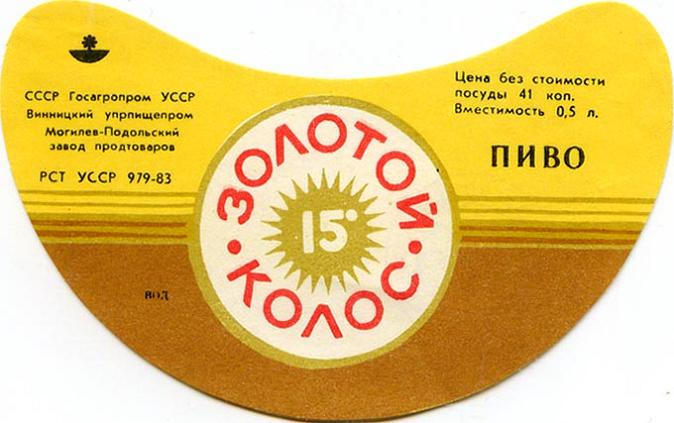 СССР Госагропром УССР
Винницкий упрпищепром
Могилев-Подольский
завод продтоваров
РСТ УССР 979-83
Цена без стоимости
посуды 41 коп.
Вместимость 0,5 л.
ПИВО
ЗОЛОТОЙ
15°
КОЛОС